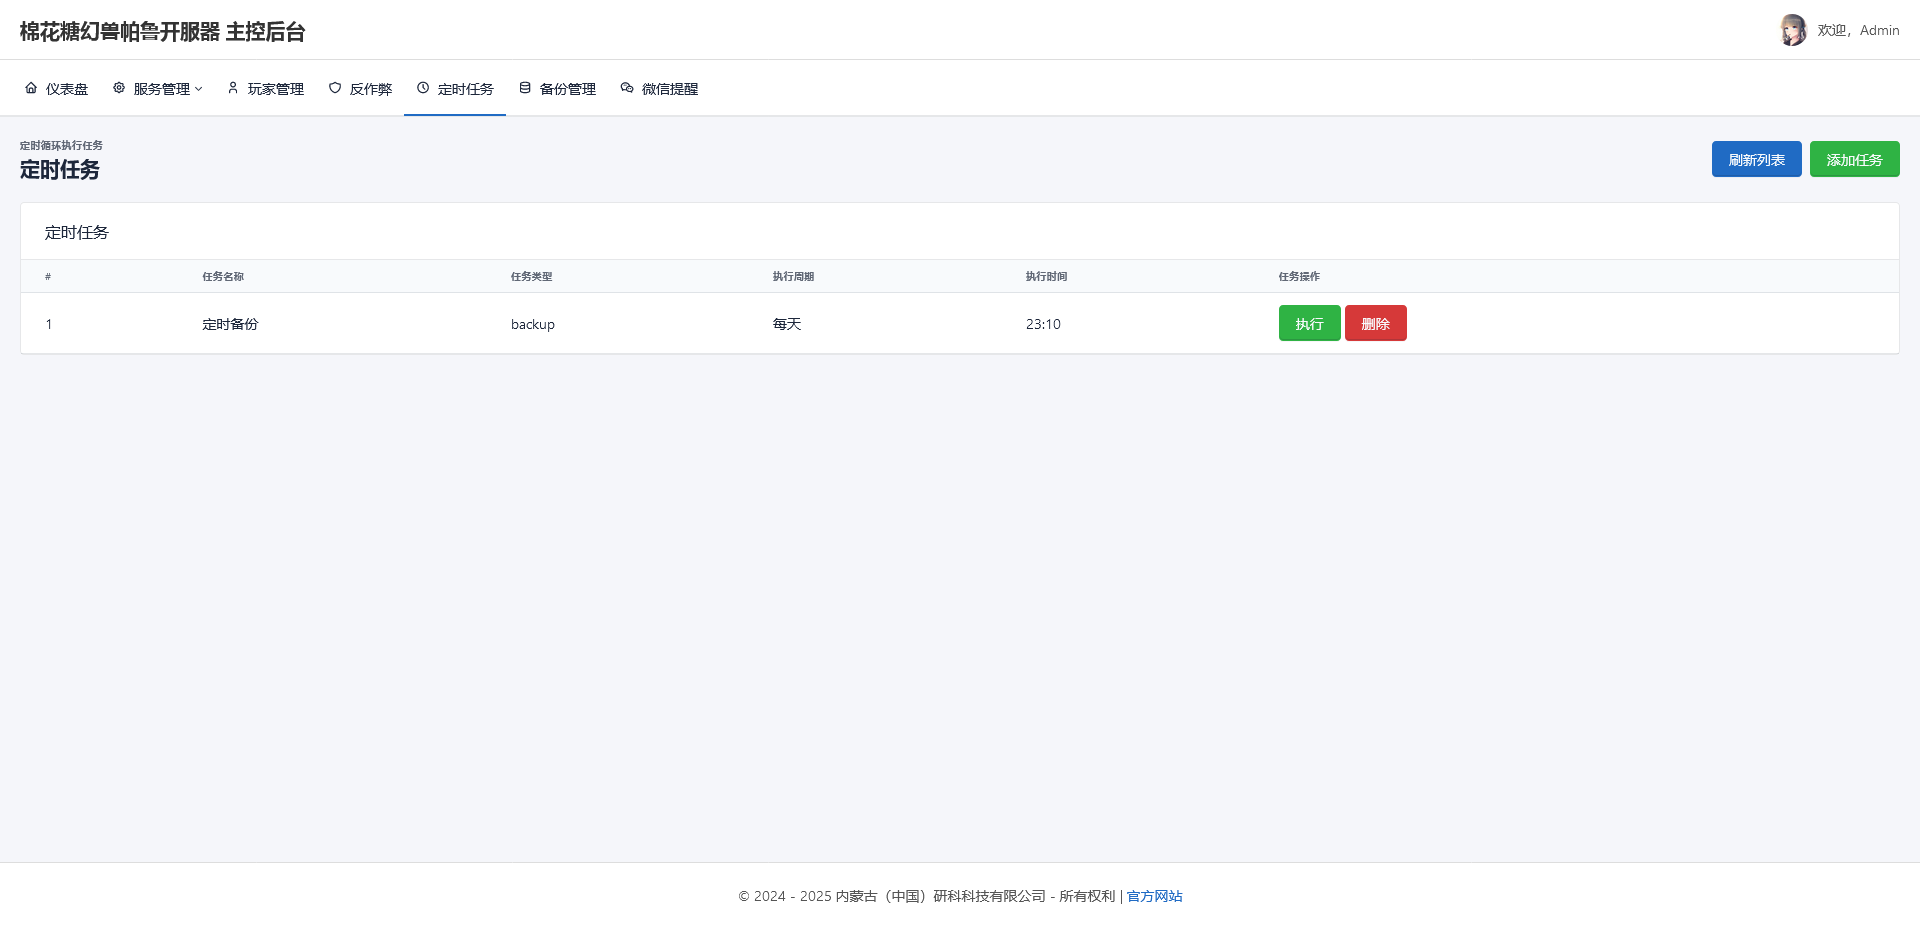 棉花糖幻兽帕鲁开服器 主控后台
欢迎，Admin
仪表盘 服务管理 玩家管理 反作弊 定时任务 备份管理 微信提醒
定时循环执行任务
定时任务
刷新列表 添加任务
定时任务
# 任务名称 任务类型 执行周期 执行时间 任务操作
1 定时备份 backup 每天 23:10 执行 删除
© 2024 - 2025 内蒙古（中国）研科科技有限公司 - 所有权利 | 官方网站